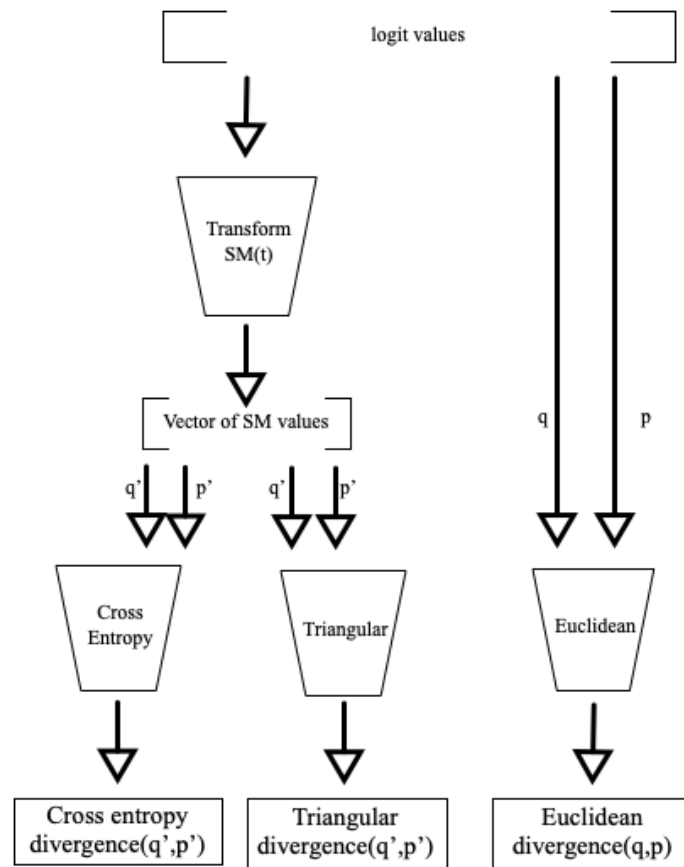 logit values
Transform
SM(t)
q
p
Vector of SM values
q’
p’
q’
p’
Cross
Entropy
Triangular
Euclidean
Cross entropy
divergence(q’,p’)
Triangular
divergence(q’,p’)
Euclidean
divergence(q,p)